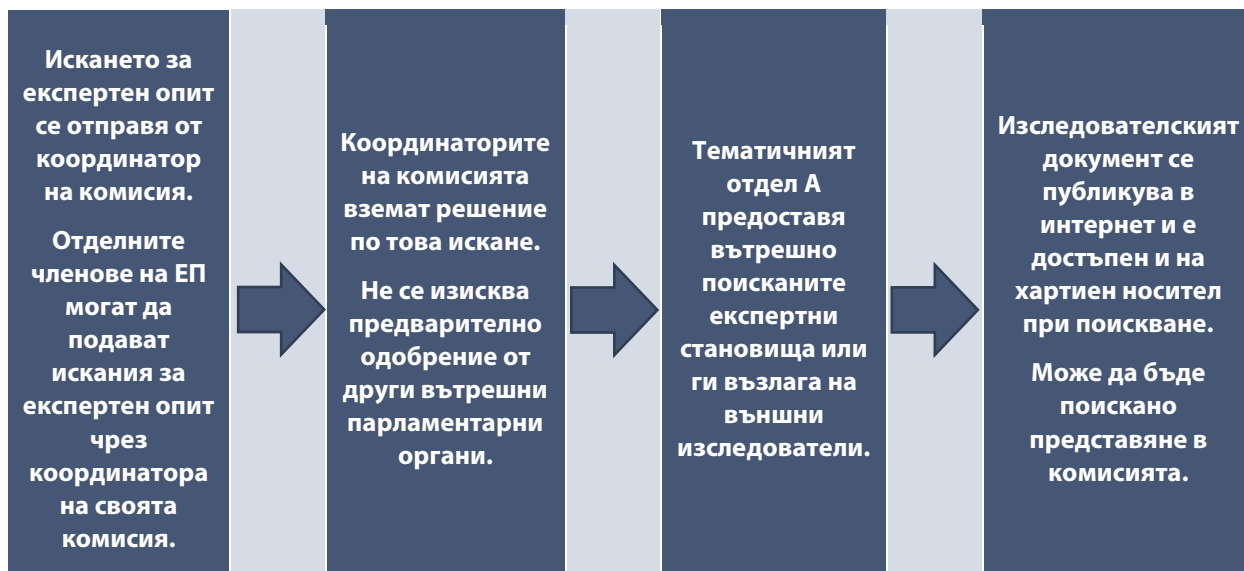 Искането за
експертен опит
се отправя от
координатор
на комисия.
Отделните
членове на ЕП
могат да
подават
искания за
експертен опит
чрез
координатора
на своята
комисия.
Координаторите
на комисията
вземат решение
по това искане.
Не се изисква
предварително
одобрение от
други вътрешни
парламентарни
органи.
Тематичният
отдел А
предоставя
вътрешно
поисканите
експертни
становища или
ги възлага на
външни
изследователи.
Изследователският
документ се
публикува в
интернет и е
достъпен и на
хартиен носител
при поискване.
Може да бъде
поискано
представяне в
комисията.